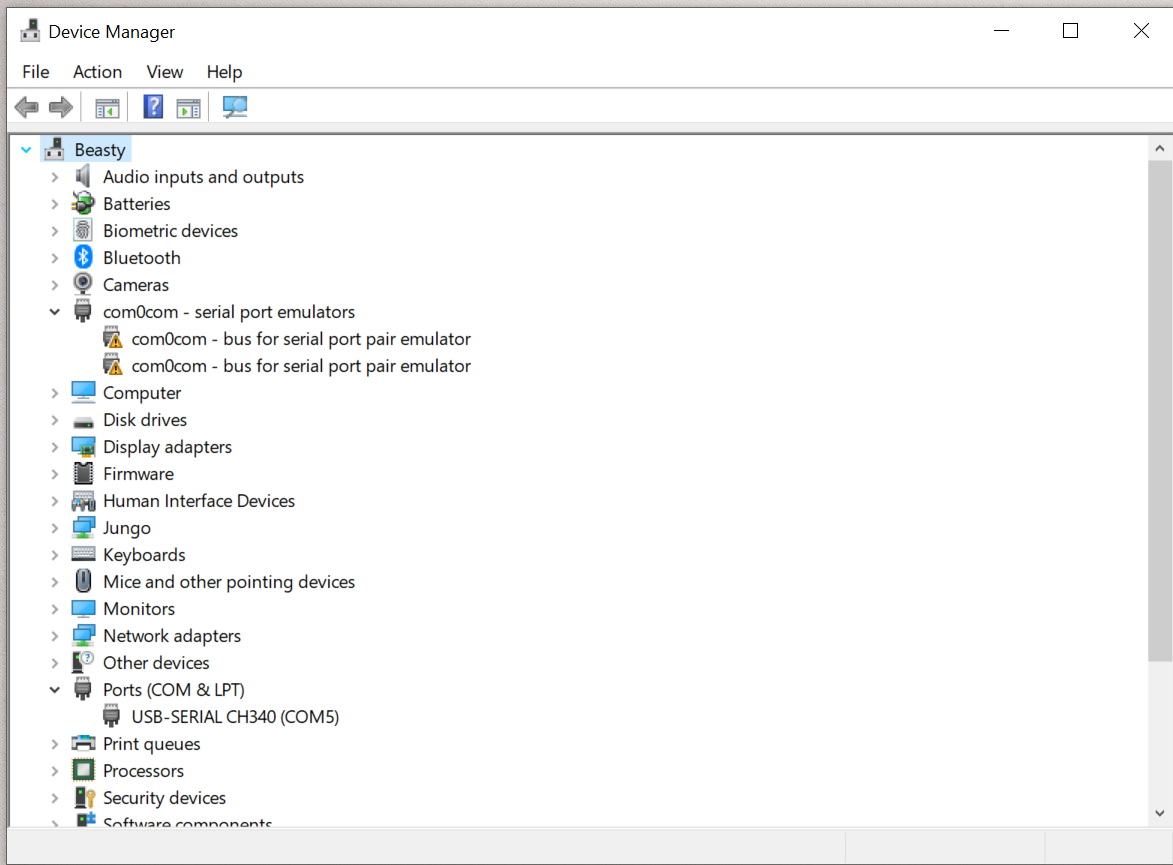 Device Manager
File Action View Help
Beasty
Audio inputs and outputs
Batteries
Biometric devices
Bluetooth
Cameras
com0com - serial port emulators
com0com - bus for serial port pair emulator
com0com - bus for serial port pair emulator
Computer
Disk drives
Display adapters
Firmware
Human Interface Devices
Jungo
Keyboards
Mice and other pointing devices
Monitors
Network adapters
Other devices
Ports (COM & LPT)
USB-SERIAL CH340 (COM5)
Print queues
Processors
Security devices
Software components